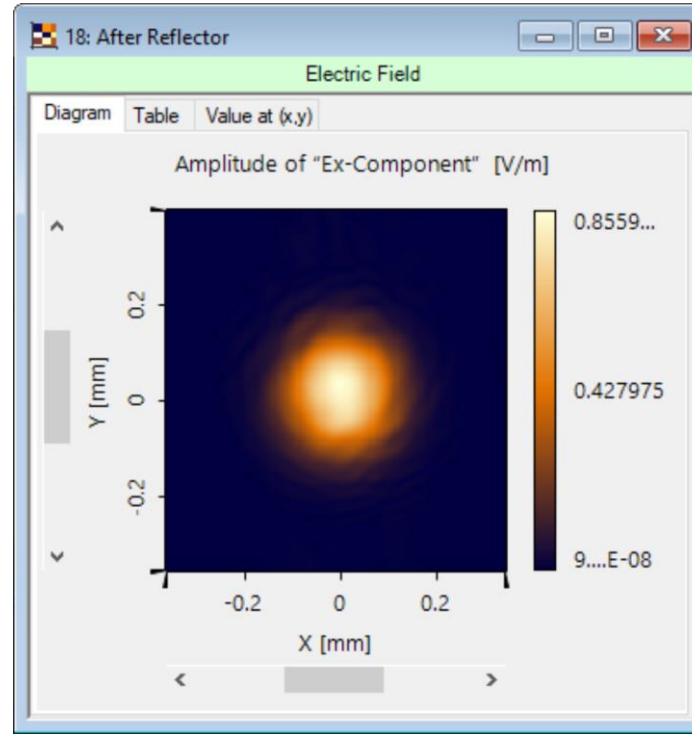 18: After Reflector
Electric Field
Diagram Table Value at (x,y)
Amplitude of "Ex-Component" [V/m]
0.8559...
0.427975
9....E-08
Y [mm]
0.2
0
-0.2
-0.2 0 0.2
X [mm]